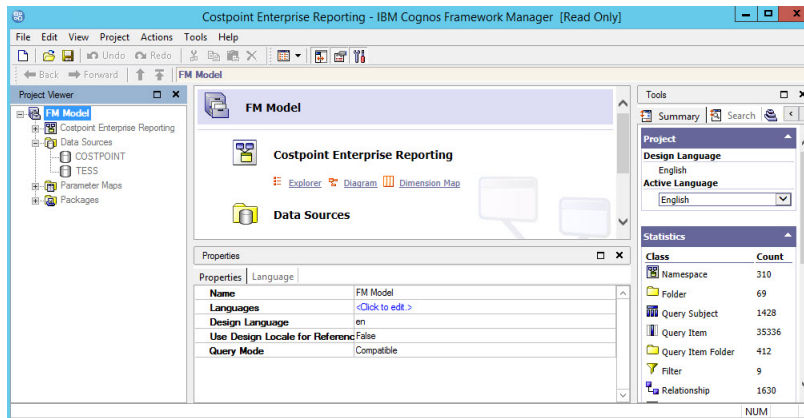 Costpoint Enterprise Reporting - IBM Cognos Framework Manager [Read Only]
File Edit View Project Actions Tools Help
Undo Redo
Back Forward FM Model
Project Viewer
FM Model
Costpoint Enterprise Reporting
Data Sources
COSTPOINT
TESS
Parameter Maps
Packages
FM Model
Costpoint Enterprise Reporting
Explorer Diagram Dimension Map
Data Sources
Properties
Properties Language
Name FM Model
Languages <Click to edit.>
Design Language en
Use Design Locale for Referenc False
Query Mode Compatible
Tools
Summary Search
Project
Design Language
English
Active Language
English
Statistics
Class Count
Namespace 310
Folder 69
Query Subject 1428
Query Item 35336
Query Item Folder 412
Filter 9
Relationship 1630
NUM